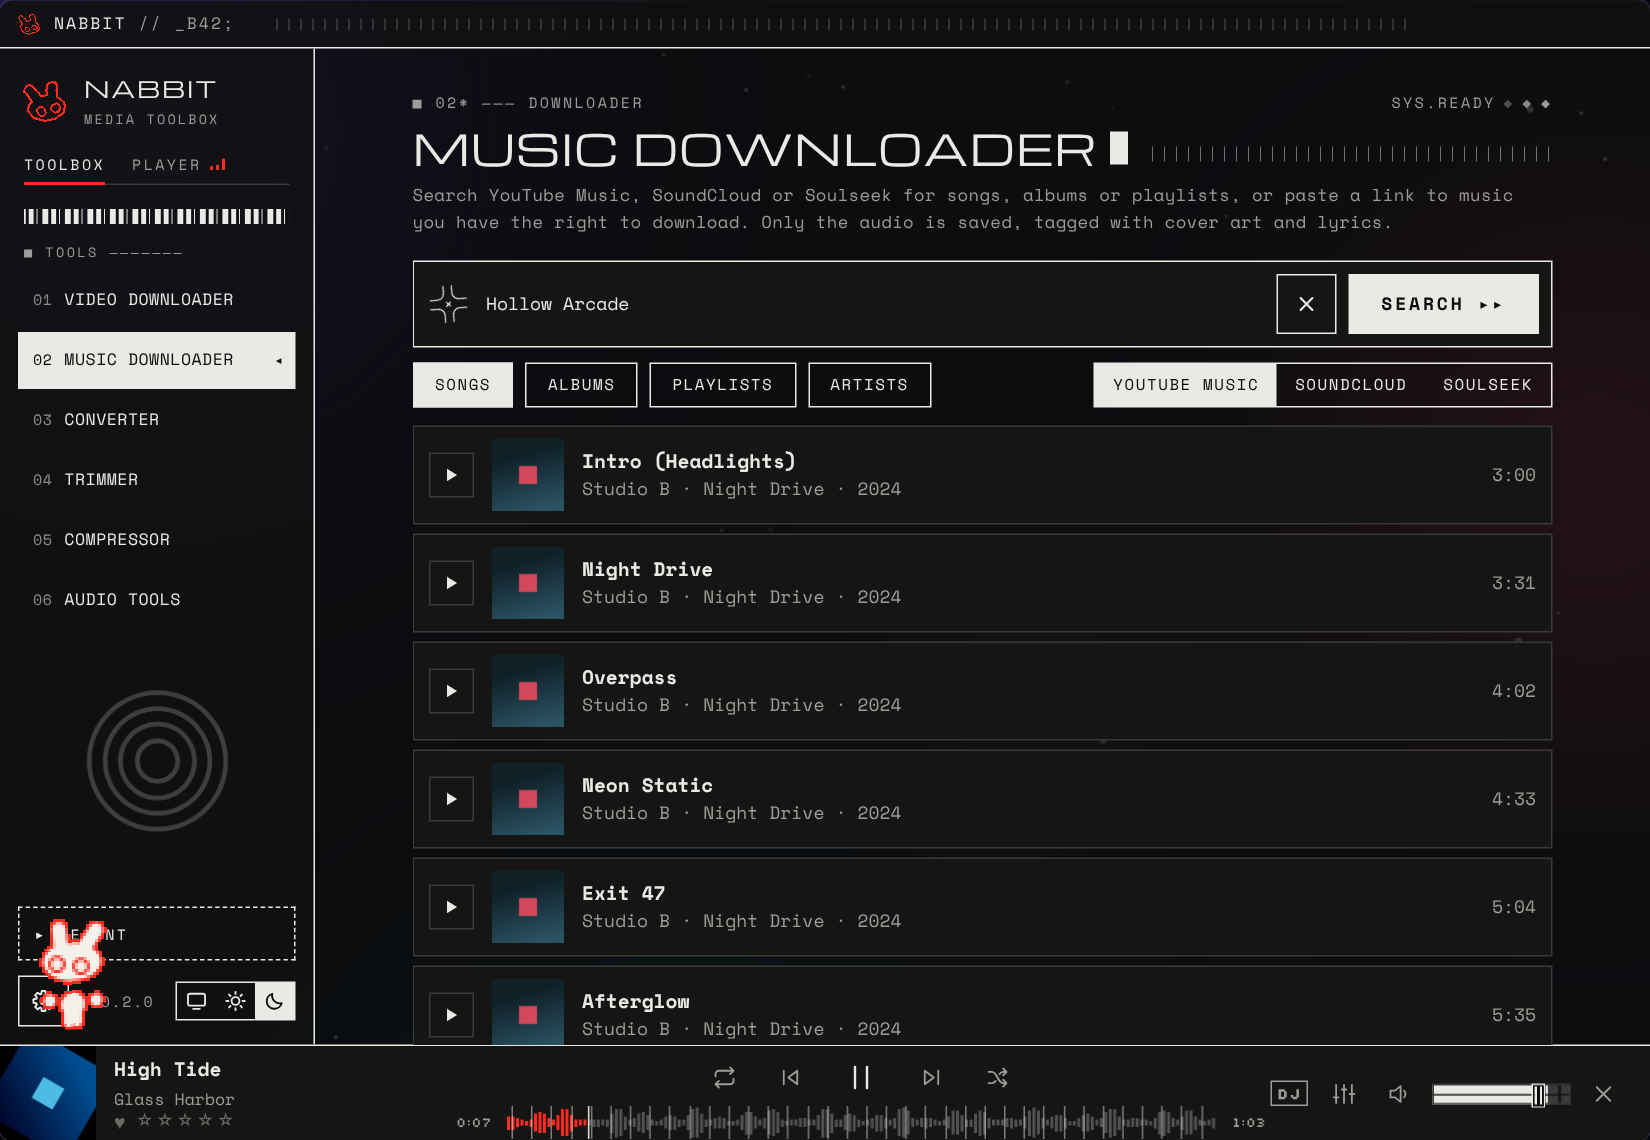 NABBIT // _B42;
NABBIT
MEDIA TOOLBOX
TOOLBOX PLAYER
TOOLS ———————
01 VIDEO DOWNLOADER
02 MUSIC DOWNLOADER
03 CONVERTER
04 TRIMMER
05 COMPRESSOR
06 AUDIO TOOLS
02* ——— DOWNLOADER
SYS.READY
MUSIC DOWNLOADER
Search YouTube Music, SoundCloud or Soulseek for songs, albums or playlists, or paste a link to music
you have the right to download. Only the audio is saved, tagged with cover art and lyrics.
Hollow Arcade
SEARCH
SONGS ALBUMS PLAYLISTS ARTISTS
YOUTUBE MUSIC SOUNDCLOUD SOULSEEK
Intro (Headlights)
Studio B · Night Drive · 2024
3:00
Night Drive
Studio B · Night Drive · 2024
3:31
Overpass
Studio B · Night Drive · 2024
4:02
Neon Static
Studio B · Night Drive · 2024
4:33
Exit 47
Studio B · Night Drive · 2024
5:04
Afterglow
Studio B · Night Drive · 2024
5:35
High Tide
Glass Harbor
0:07
1:03
DJ